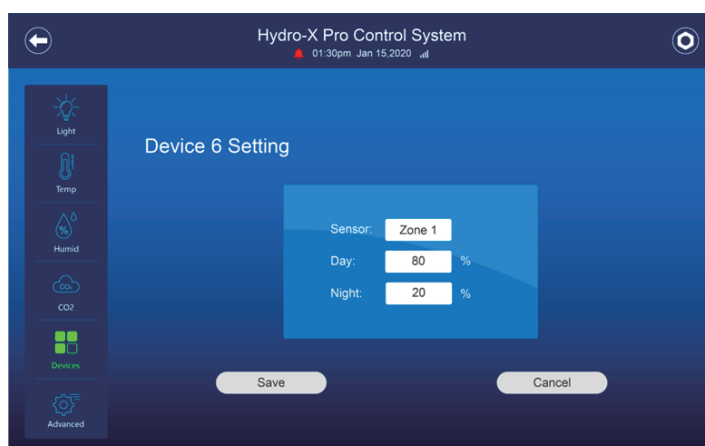 Hydro-X Pro Control System
01:30pm Jan 15,2020
Light
Temp
%
Humid
CO₂
CO2
Devices
Advanced
Device 6 Setting
Sensor: Zone 1
Day: 80 %
Night: 20 %
Save Cancel